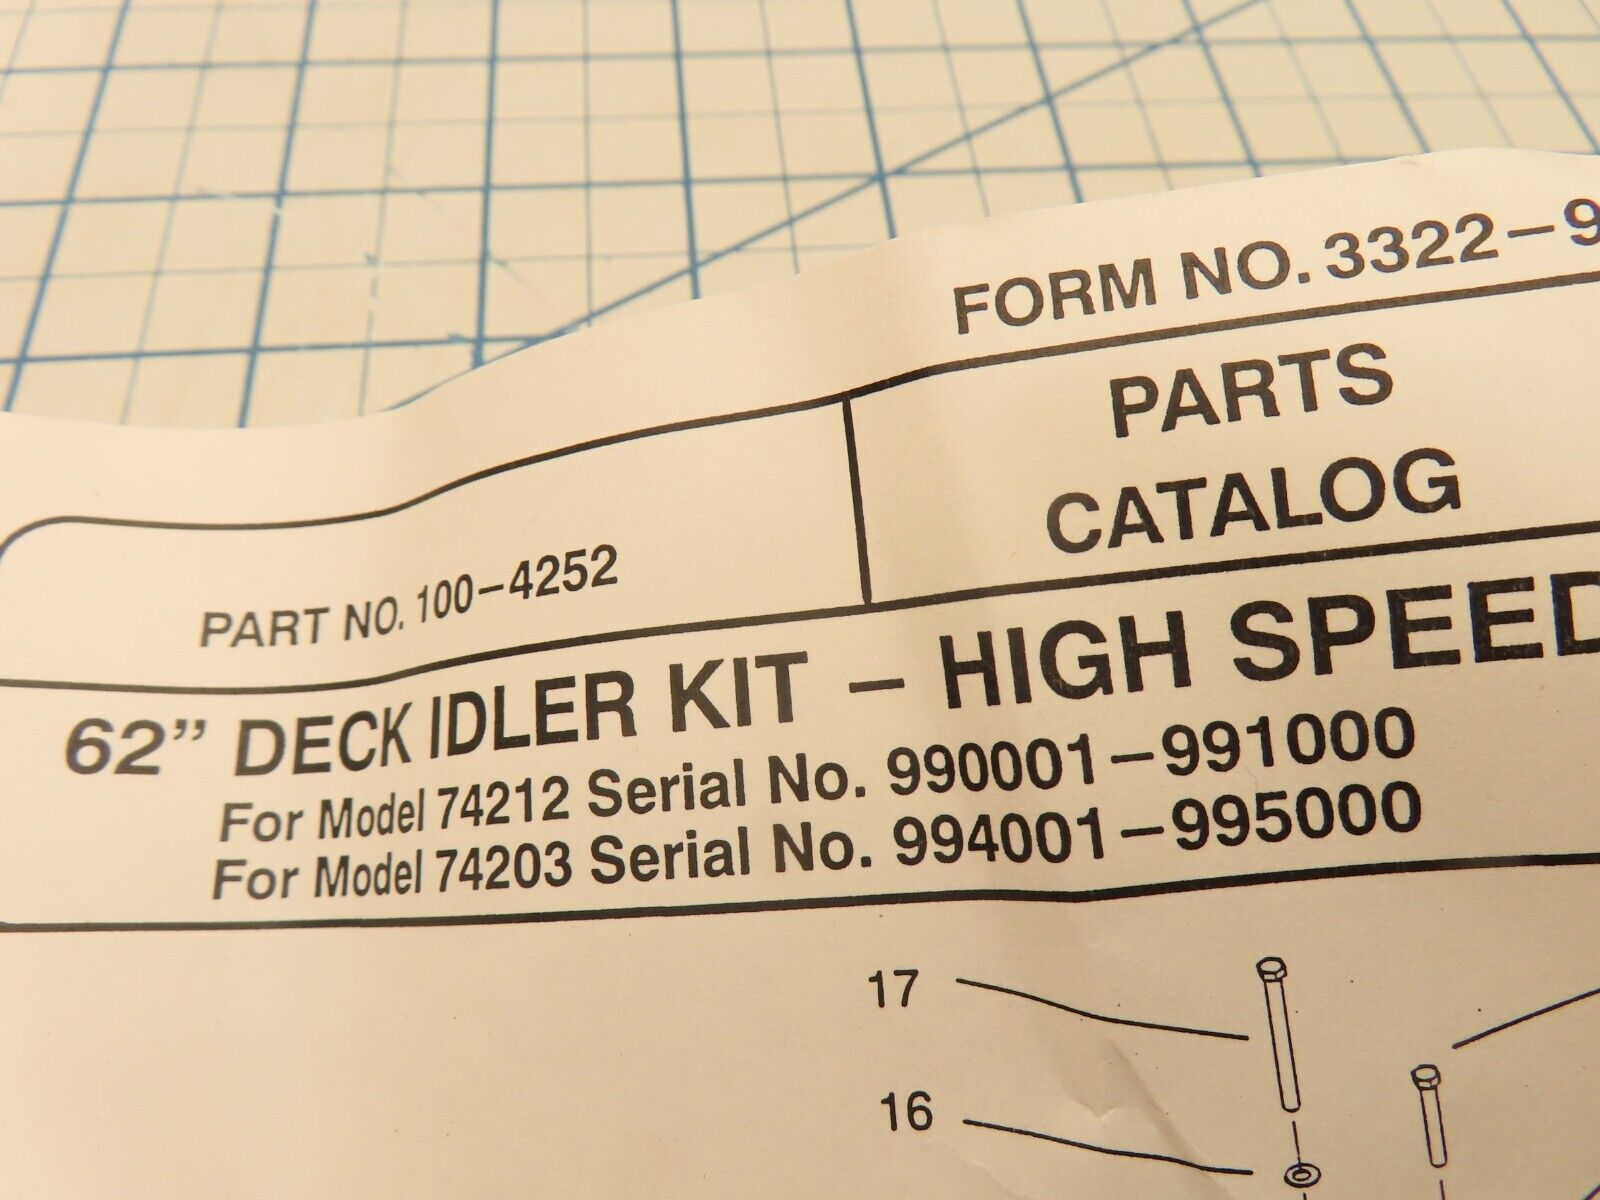 FORM NO. 3322-9
PARTS
CATALOG
PART NO. 100-4252
62" DECK IDLER KIT – HIGH SPEED
For Model 74212 Serial No. 990001–991000
For Model 74203 Serial No. 994001–995000
17
16